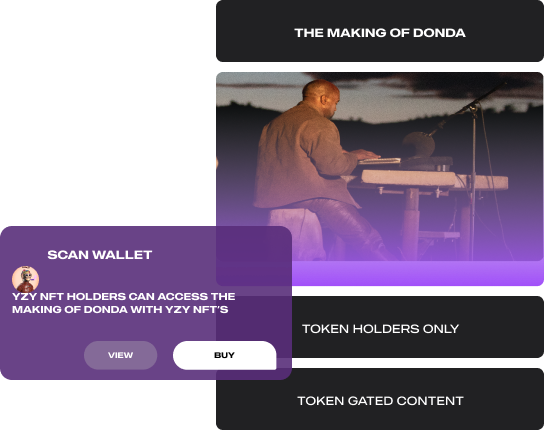 THE MAKING OF DONDA
SCAN WALLET
YZY NFT HOLDERS CAN ACCESS THE
MAKING OF DONDA WITH YZY NFT'S
VIEW
BUY
TOKEN HOLDERS ONLY
TOKEN GATED CONTENT